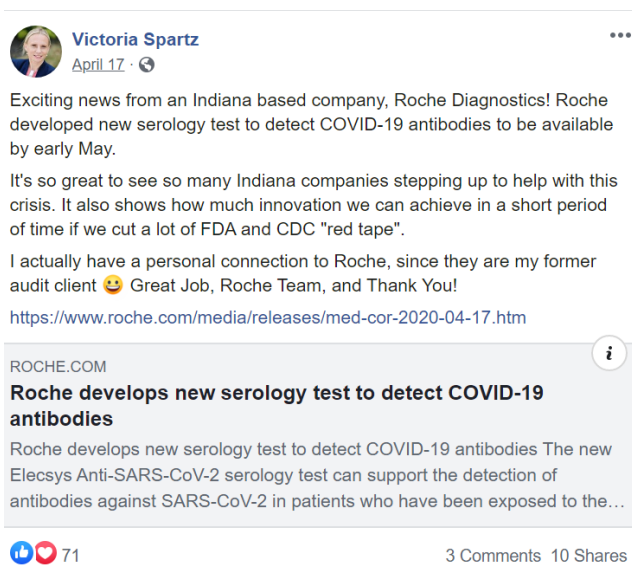 Victoria Spartz
April 17 ·
Exciting news from an Indiana based company, Roche Diagnostics! Roche
developed new serology test to detect COVID-19 antibodies to be available
by early May.
It's so great to see so many Indiana companies stepping up to help with this
crisis. It also shows how much innovation we can achieve in a short period
of time if we cut a lot of FDA and CDC "red tape".
I actually have a personal connection to Roche, since they are my former
audit client 😀 Great Job, Roche Team, and Thank You!
https://www.roche.com/media/releases/med-cor-2020-04-17.htm
i
ROCHE.COM
Roche develops new serology test to detect COVID-19
antibodies
Roche develops new serology test to detect COVID-19 antibodies The new
Elecsys Anti-SARS-CoV-2 serology test can support the detection of
antibodies against SARS-CoV-2 in patients who have been exposed to the…
71 3 Comments 10 Shares